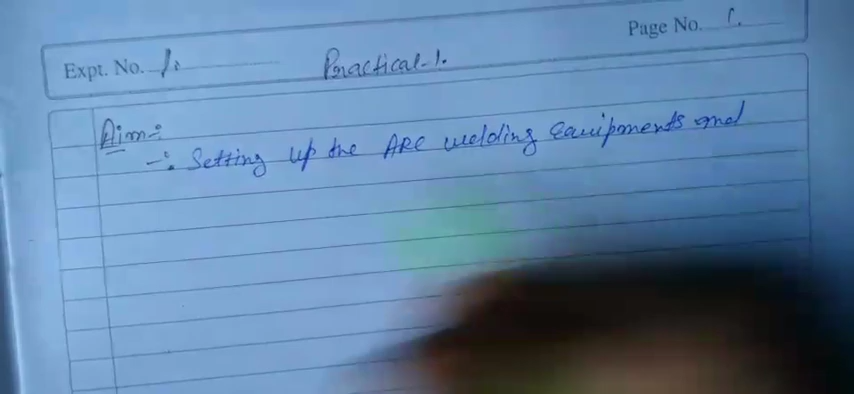 Page No. 1.
Expt. No. 1. Practical-1.
Aim:-
-: Setting up the ARC welding Equipments and